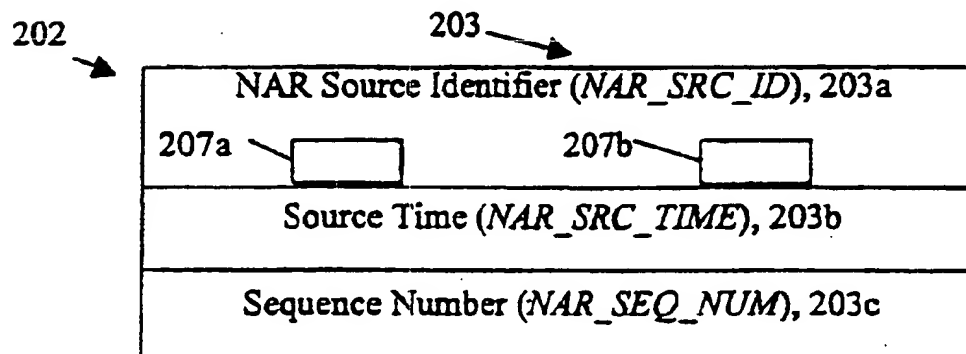 202
203
NAR Source Identifier (NAR_SRC_ID), 203a
207a
207b
Source Time (NAR_SRC_TIME), 203b
Sequence Number (NAR_SEQ_NUM), 203c